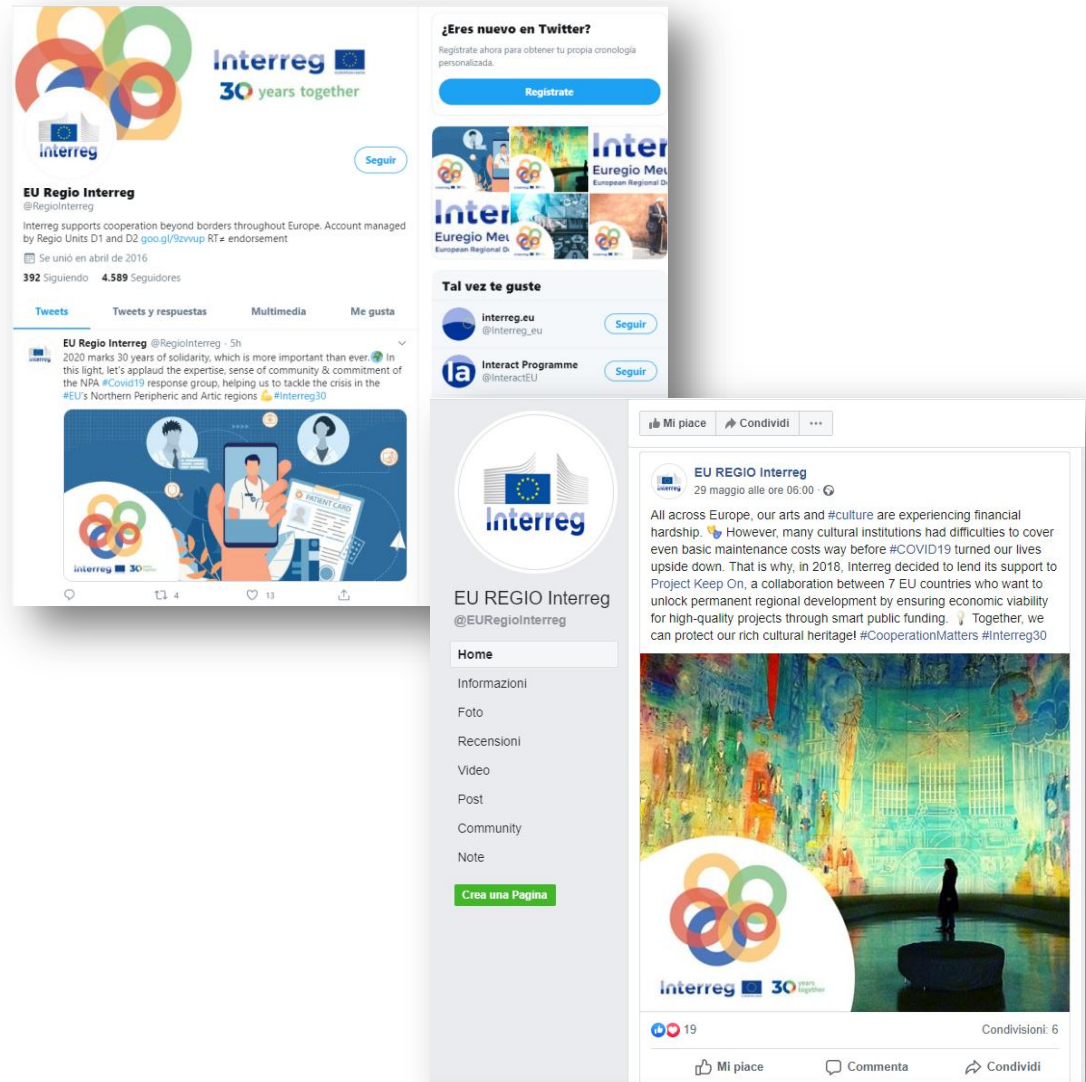 Interreg
EUROPEAN UNION
30 years together
Interreg
Seguir
EU Regio Interreg
@RegioInterreg
Interreg supports cooperation beyond borders throughout Europe. Account managed
by Regio Units D1 and D2 goo.gl/9zvvup RT≠ endorsement
Se unió en abril de 2016
392 Siguiendo 4.589 Seguidores
Tweets Tweets y respuestas Multimedia Me gusta
EU Regio Interreg @RegioInterreg · 5h
2020 marks 30 years of solidarity, which is more important than ever.🌍 In
this light, let's applaud the expertise, sense of community & commitment of
the NPA #Covid19 response group, helping us to tackle the crisis in the
#EU's Northern Peripheric and Artic regions 💪 #Interreg30
PATIENT CARD
interreg 30 years together
4 13
¿Eres nuevo en Twitter?
Regístrate ahora para obtener tu propia cronología
personalizada.
Regístrate
Inter
Euregio Meu
European Regional De
Inter
Euregio Meu
European Regional De
Tal vez te guste
interreg.eu
@Interreg_eu
Seguir
Interact Programme
@InteractEU
Seguir
Interreg
EU REGIO Interreg
@EURegioInterreg
Home
Informazioni
Foto
Recensioni
Video
Post
Community
Note
Crea una Pagina
Mi piace Condividi ...
EU REGIO Interreg
29 maggio alle ore 06:00 ·
All across Europe, our arts and #culture are experiencing financial
hardship. 🎭 However, many cultural institutions had difficulties to cover
even basic maintenance costs way before #COVID19 turned our lives
upside down. That is why, in 2018, Interreg decided to lend its support to
Project Keep On, a collaboration between 7 EU countries who want to
unlock permanent regional development by ensuring economic viability
for high-quality projects through smart public funding. 💡 Together, we
can protect our rich cultural heritage! #CooperationMatters #Interreg30
Interreg 30 years together
19 Condivisioni: 6
Mi piace Commenta Condividi